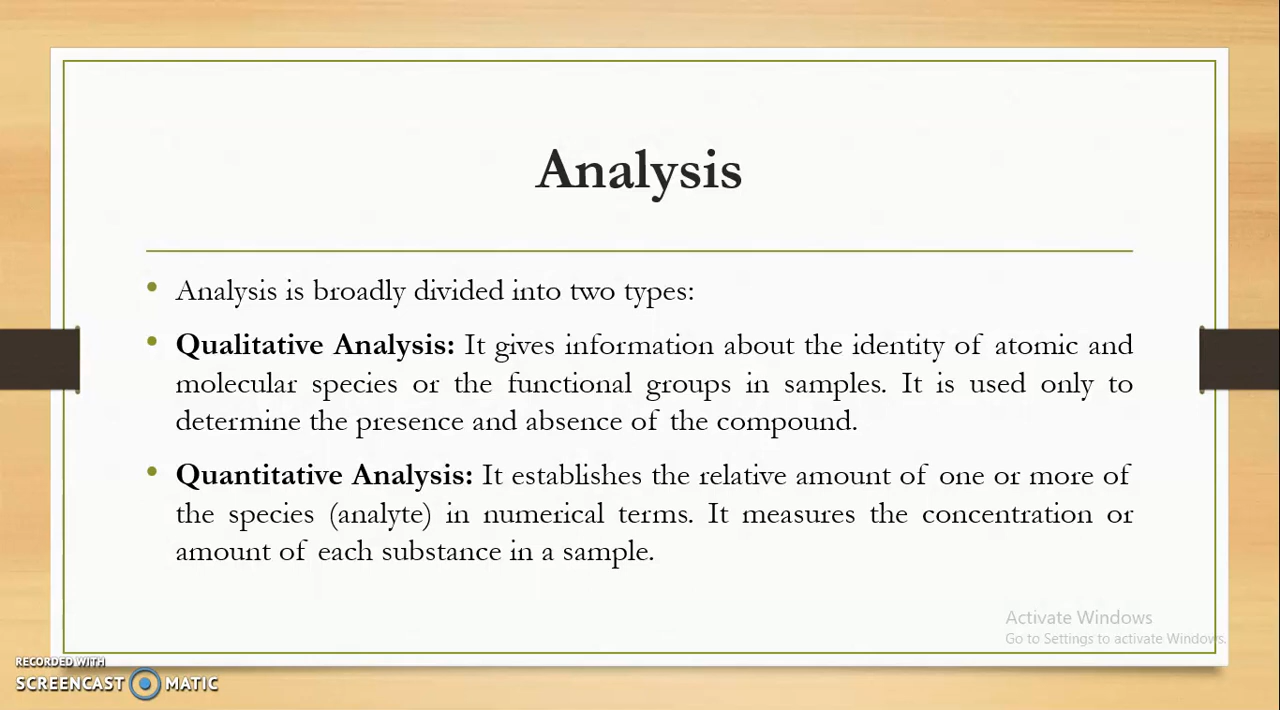 Analysis
• Analysis is broadly divided into two types:
• Qualitative Analysis: It gives information about the identity of atomic and
molecular species or the functional groups in samples. It is used only to
determine the presence and absence of the compound.
• Quantitative Analysis: It establishes the relative amount of one or more of
the species (analyte) in numerical terms. It measures the concentration or
amount of each substance in a sample.
Activate Windows
Go to Settings to activate Windows.
RECORDED WITH
SCREENCAST MATIC